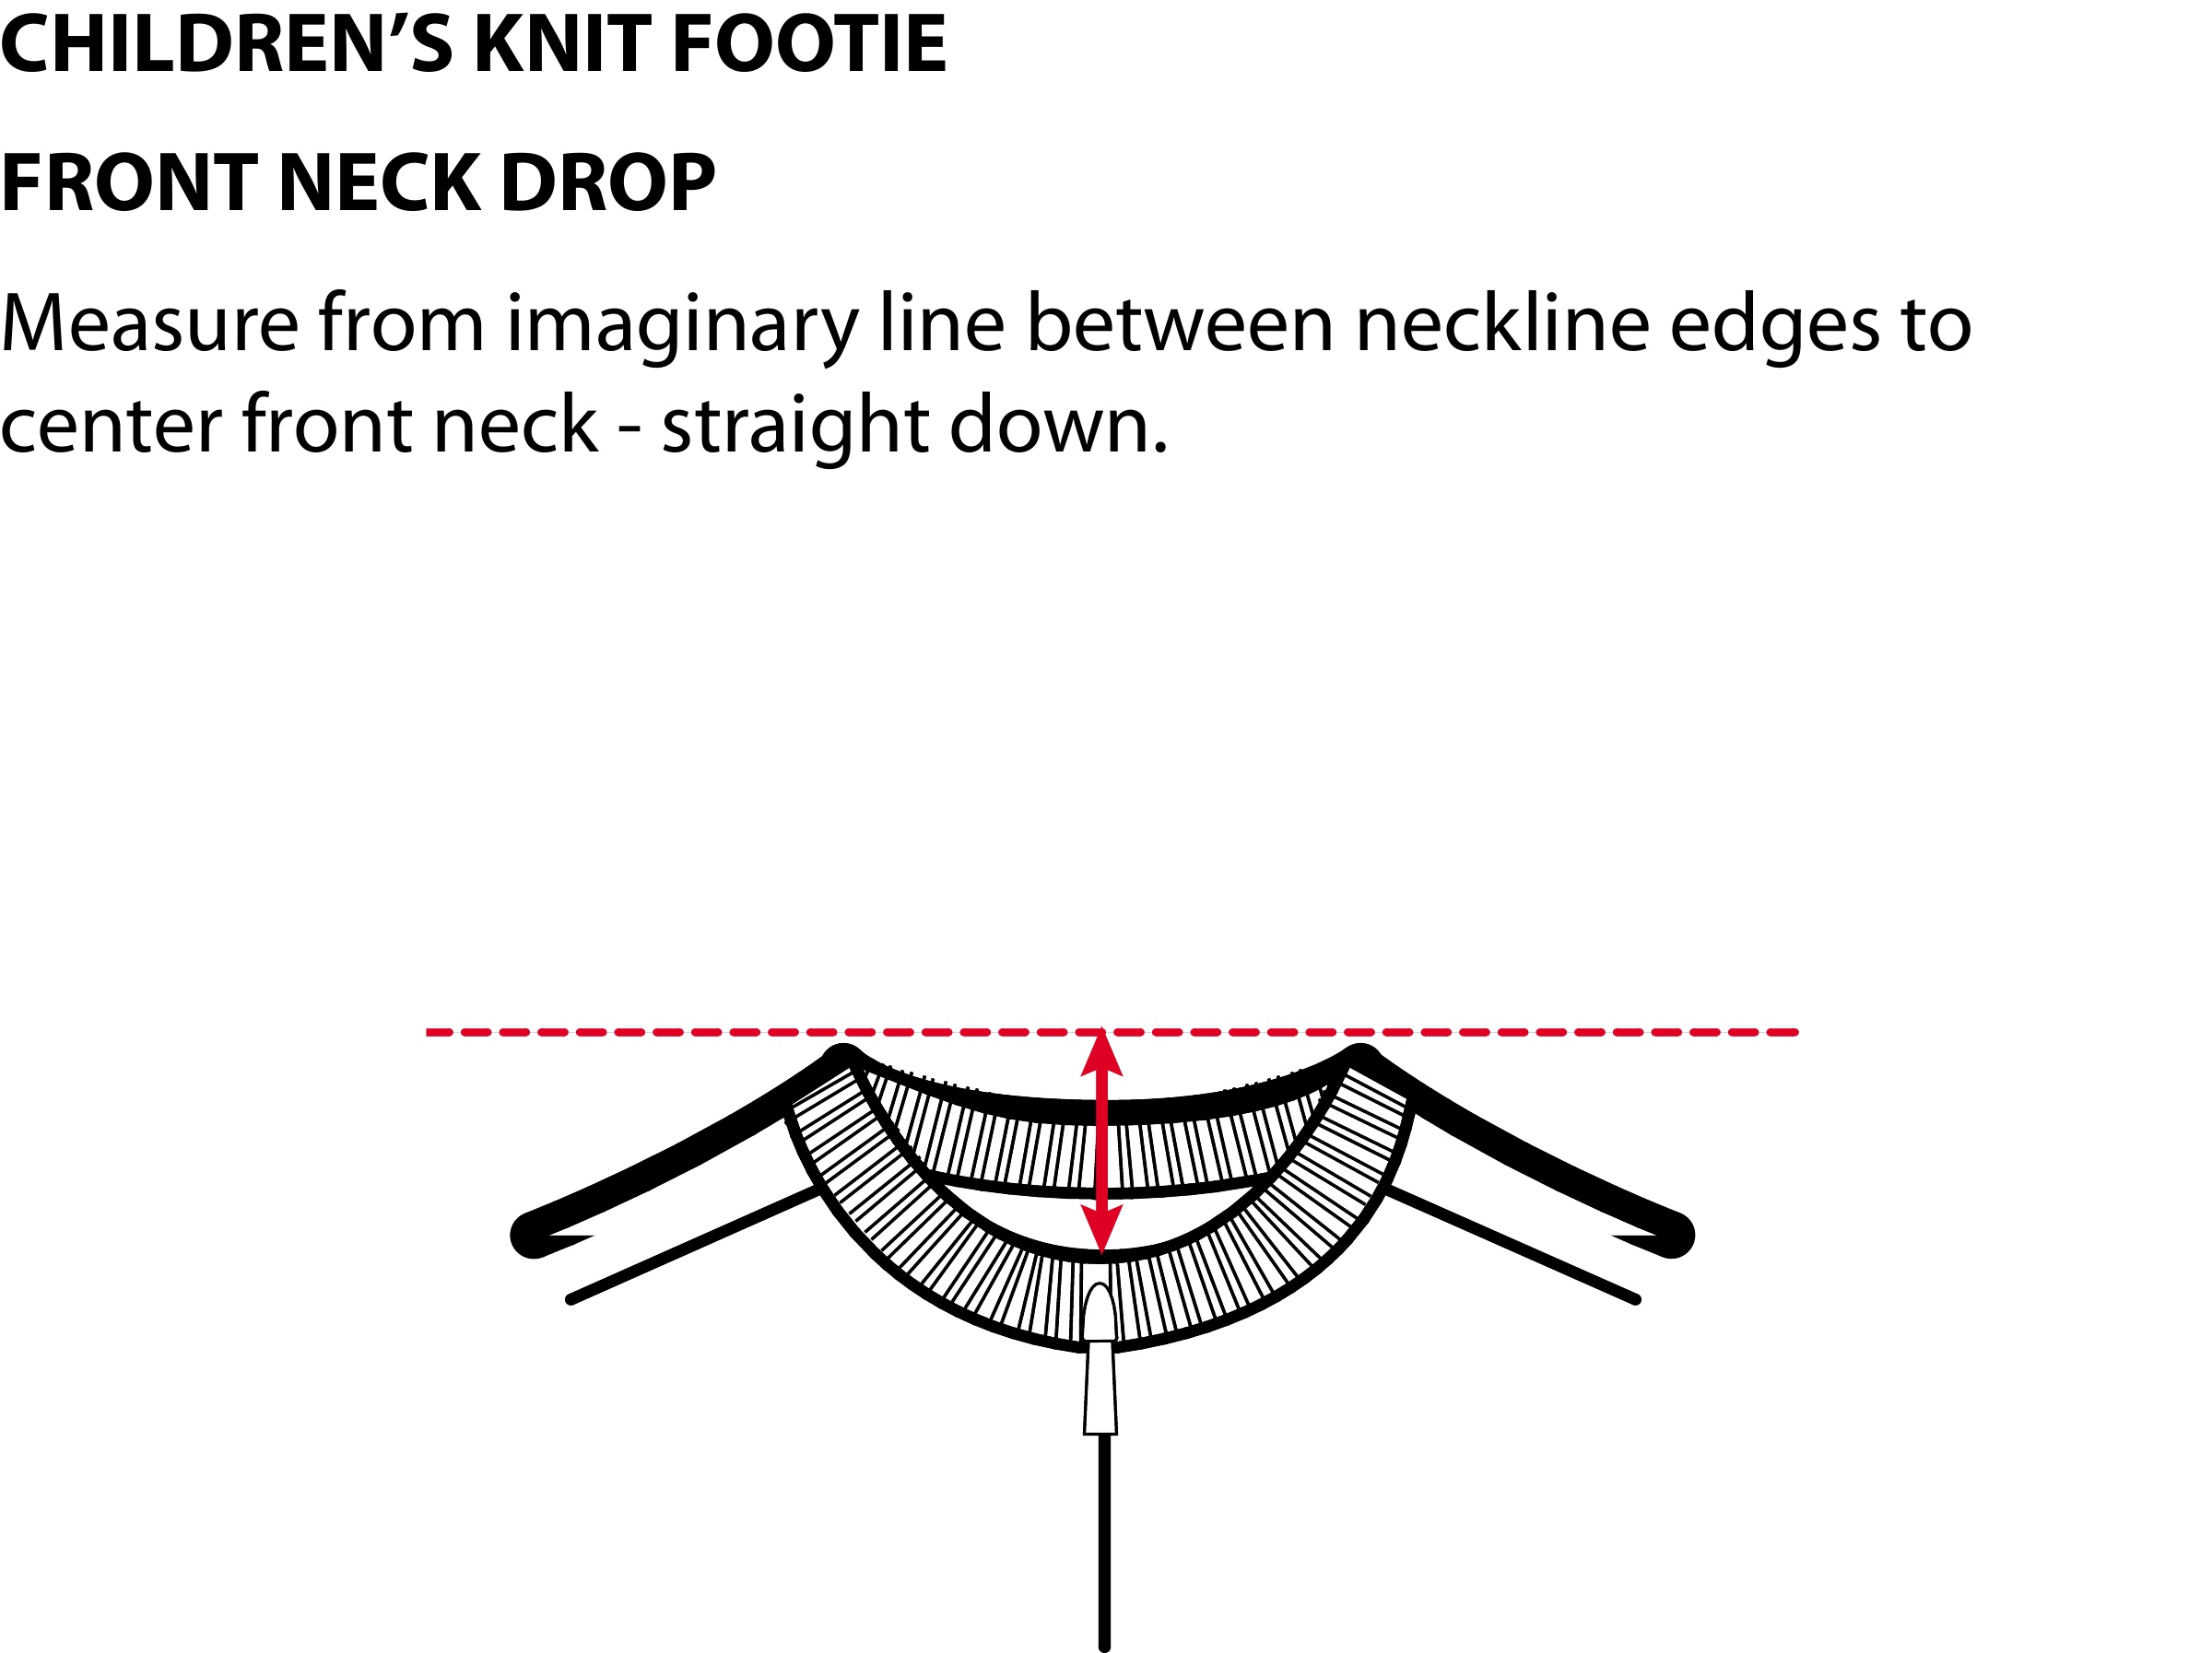 CHILDREN’S KNIT FOOTIE
FRONT NECK DROP
Measure from imaginary line between neckline edges to
center front neck - straight down.